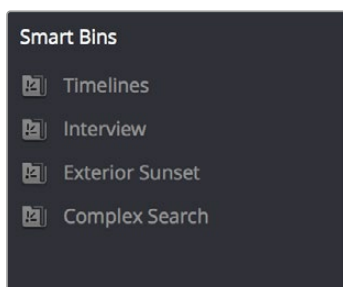 Smart Bins
Timelines
Interview
Exterior Sunset
Complex Search